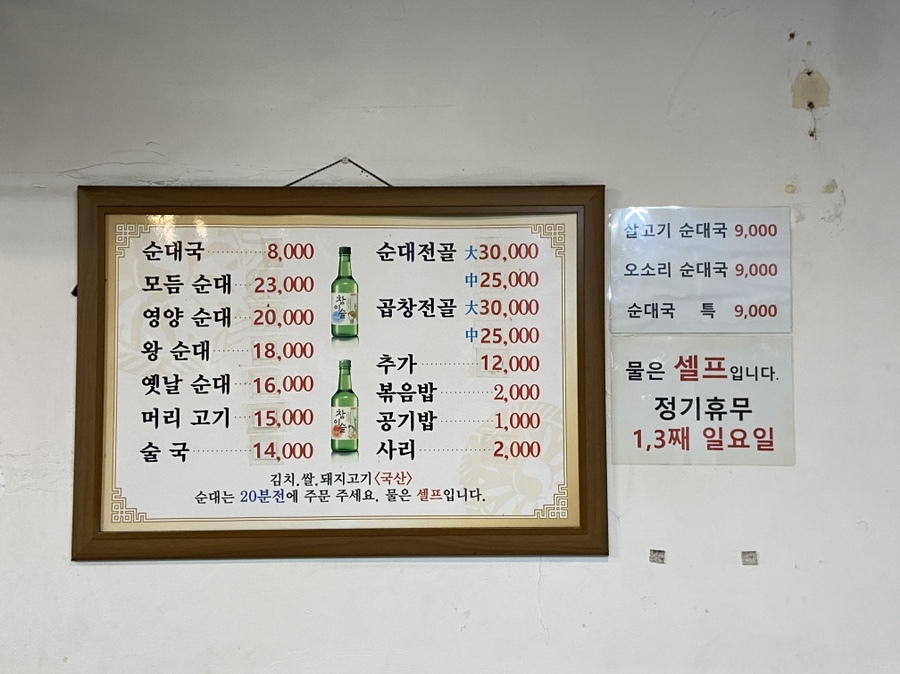 순대국 8,000
모듬 순대 23,000
영양 순대 20,000
왕 순대 18,000
옛날 순대 16,000
머리 고기 15,000
술 국 14,000
참이슬
참이슬
순대전골 大30,000
中25,000
곱창전골 大30,000
中25,000
추가 12,000
볶음밥 2,000
공기밥 1,000
사리 2,000
김치.쌀.돼지고기<국산>
순대는 20분전에 주문 주세요. 물은 셀프입니다.
살고기 순대국 9,000
오소리 순대국 9,000
순대국 특 9,000
물은 셀프입니다.
정기휴무
1,3째 일요일